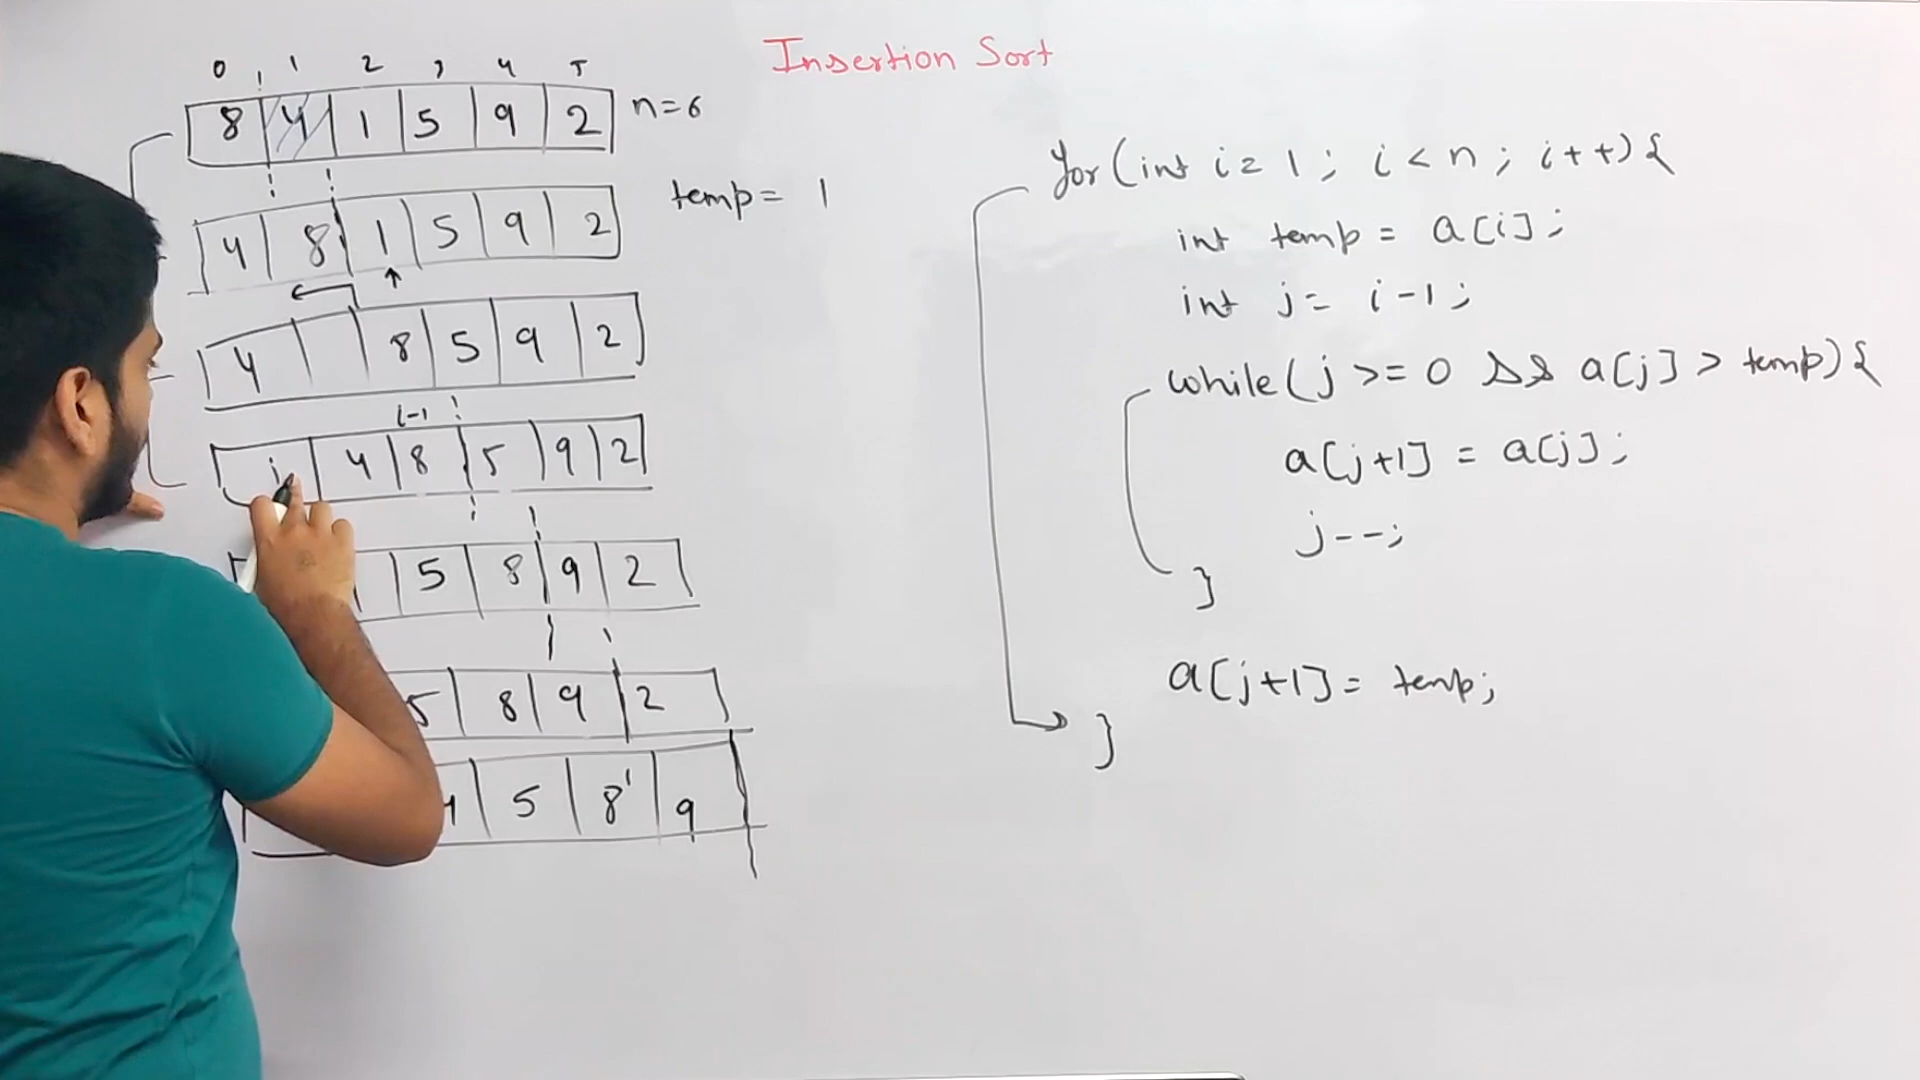 Insertion Sort
0 1 2 3 4 5
8 4 1 5 9 2 n=6
temp= 1
4 8 1 5 9 2
4 8 5 9 2
i-1
4 8 5 9 2
5 8 9 2
5 8 9 2
5 8 9
for(int i=1; i<n; i++){
int temp= a[i];
int j= i-1;
while(j>=0 && a[j]> temp){
a[j+1] = a[j];
j--;
}
a[j+1]= temp;
}